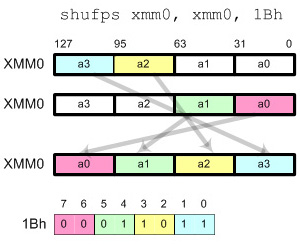 shufps xmm0, xmm0, 1Bh
127 95 63 31 0
XMM0 a3 a2 a1 a0
XMM0 a3 a2 a1 a0
XMM0 a0 a1 a2 a3
7 6 5 4 3 2 1 0
1Bh 0 0 0 1 1 0 1 1